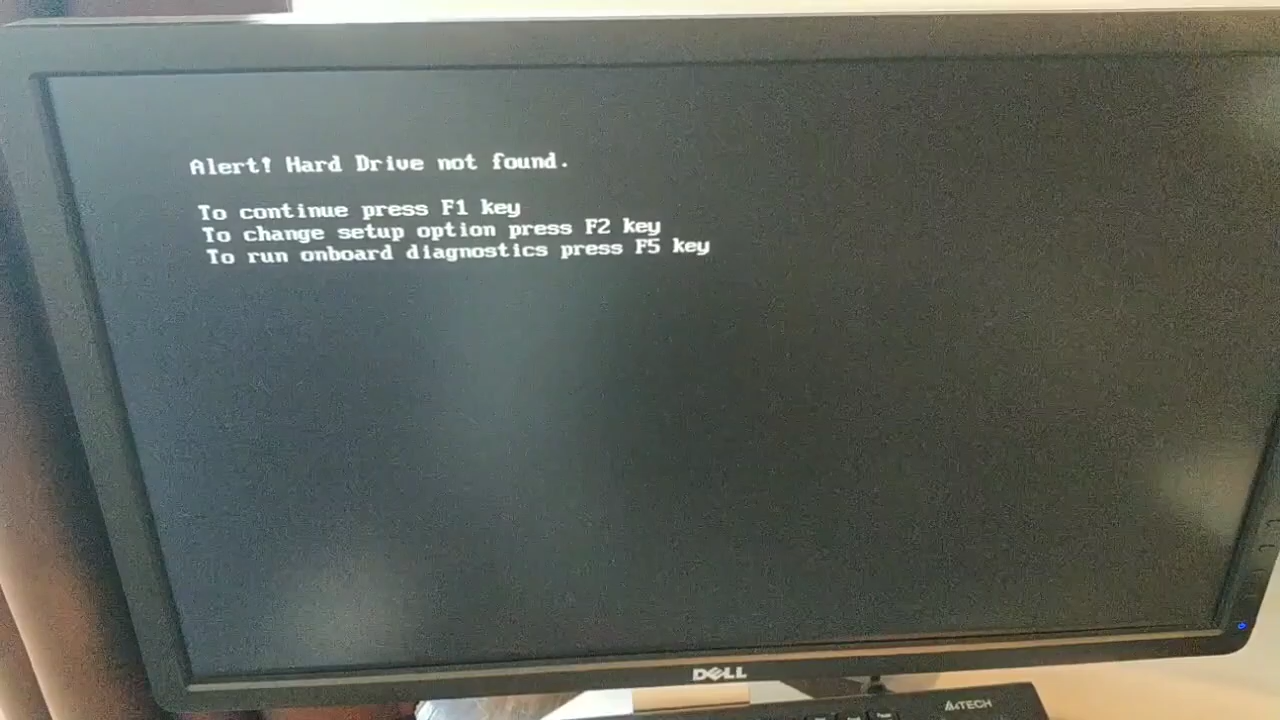 Alert! Hard Drive not found.
To continue press F1 key
To change setup option press F2 key
To run onboard diagnostics press F5 key
DELL
A4TECH